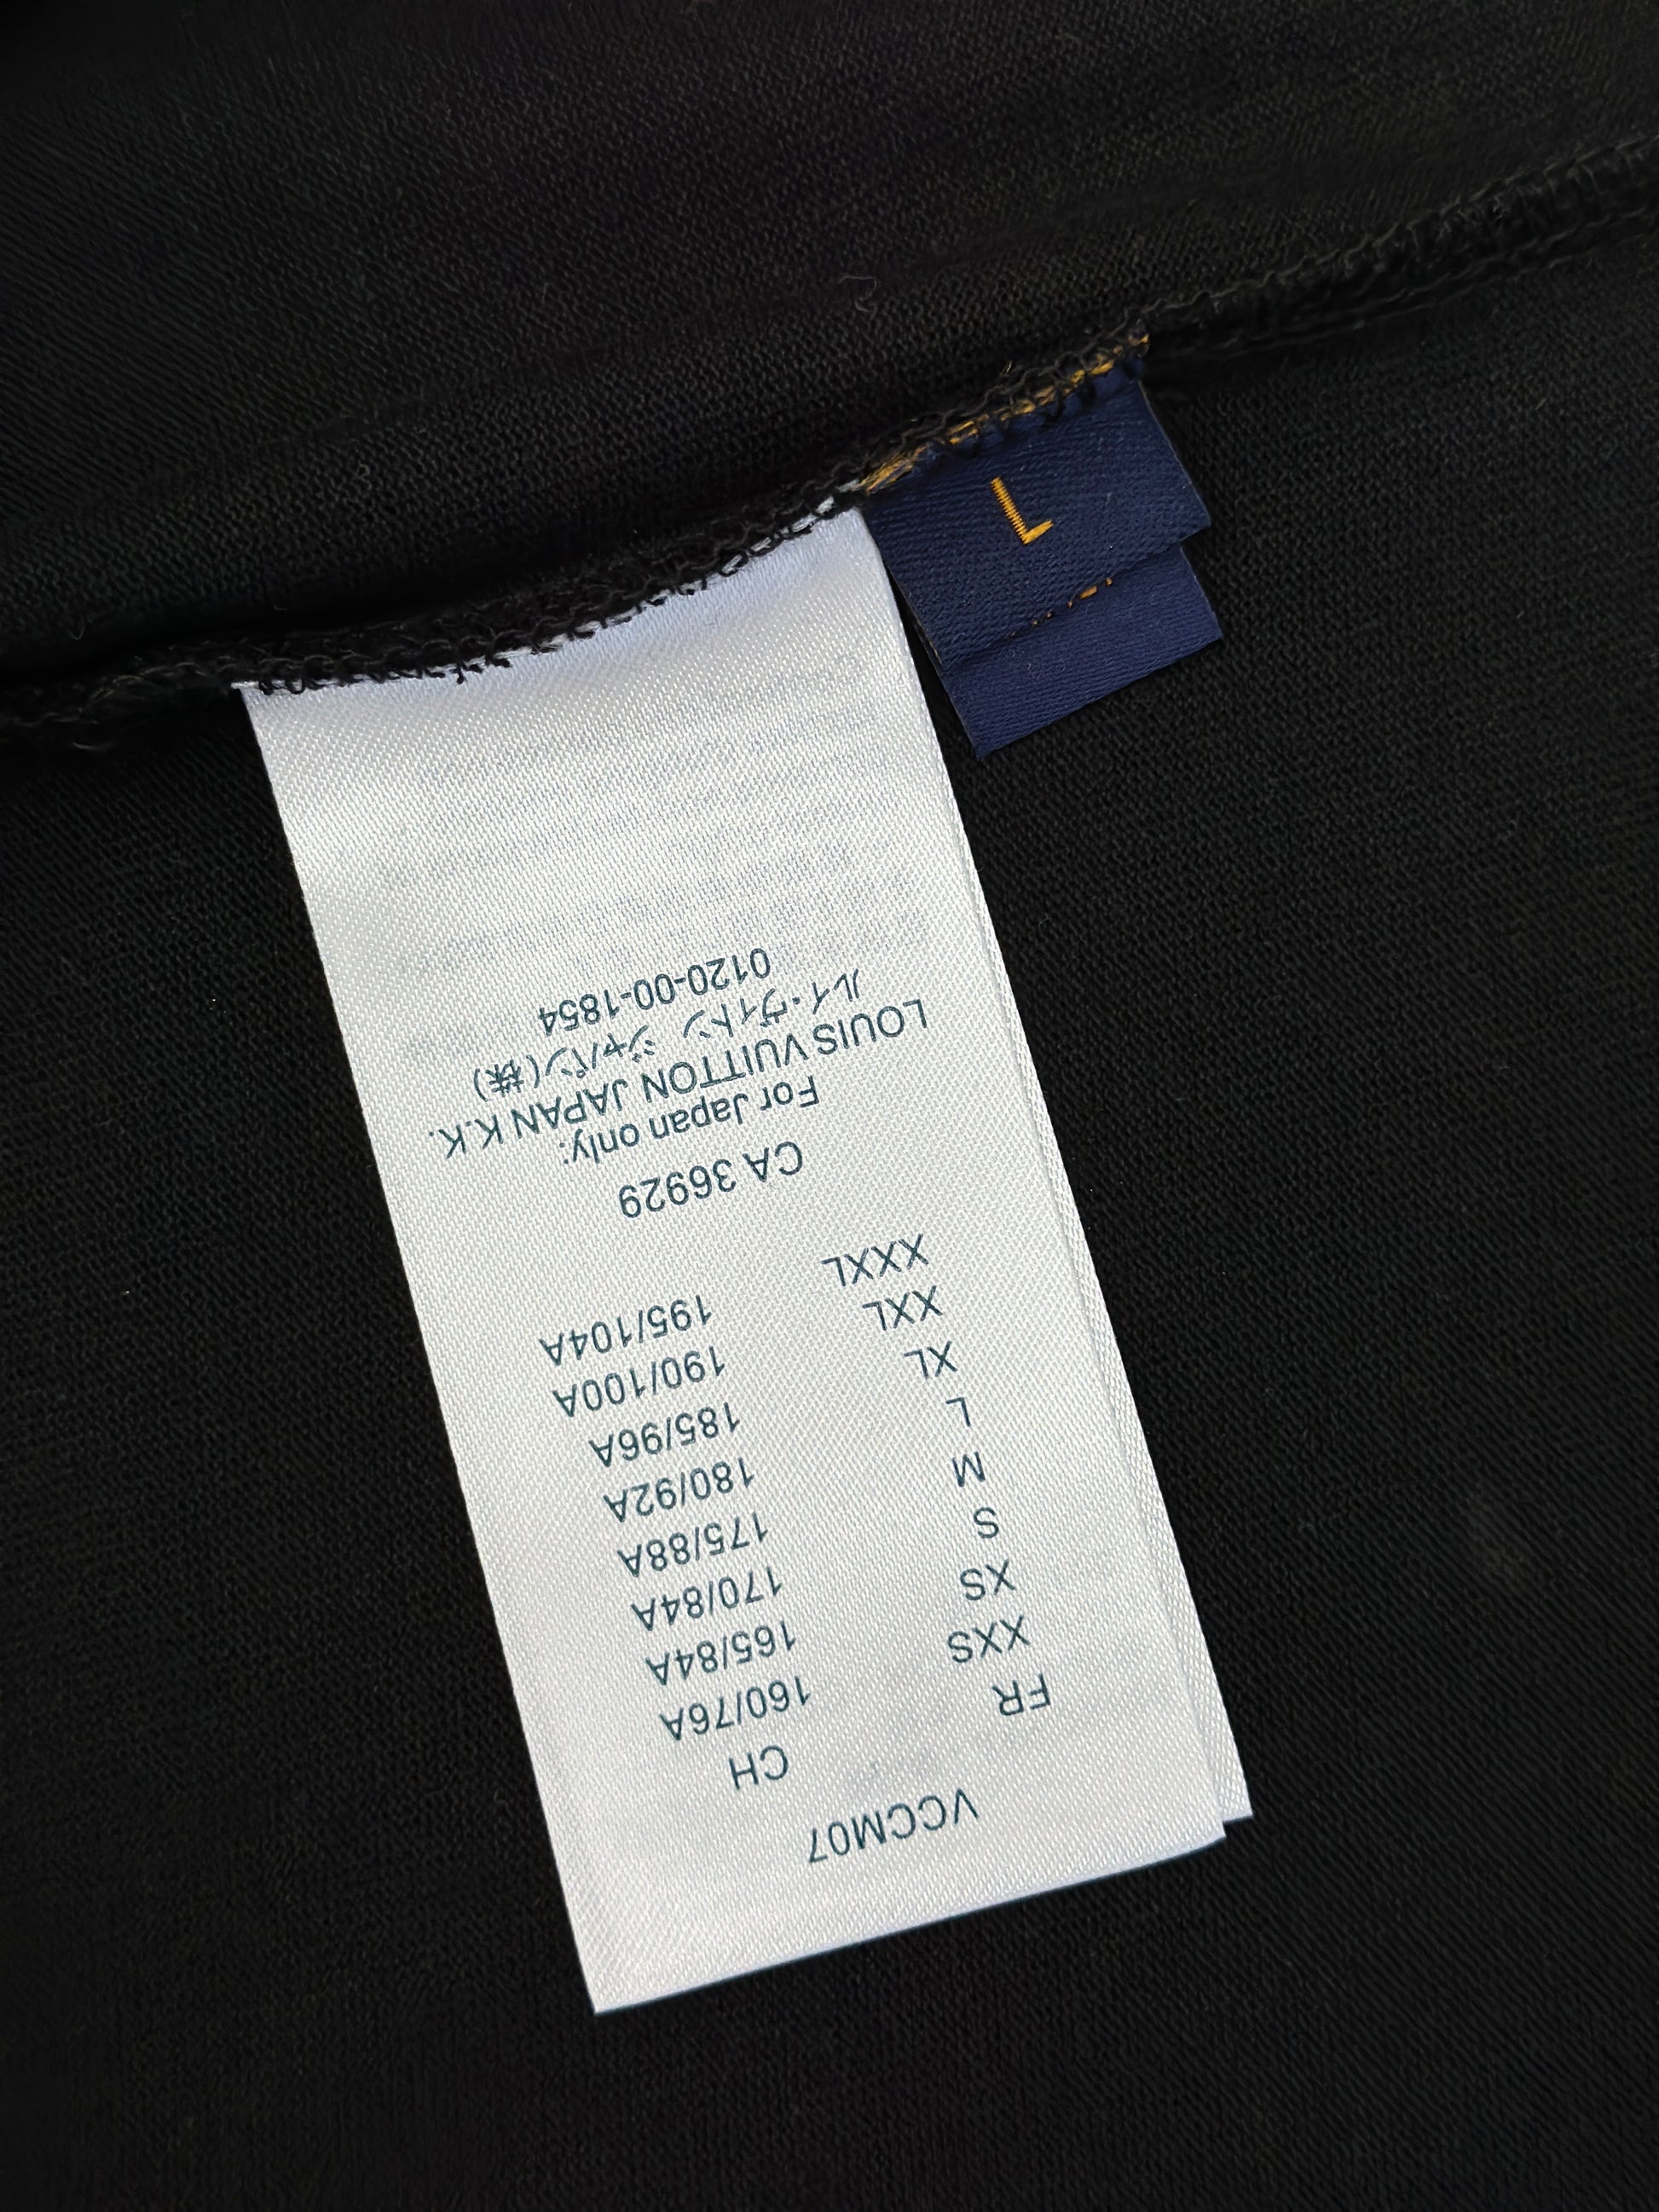 L
VCCM07
FR CH
XXS 160/76A
XS 165/84A
S 170/84A
M 175/88A
L 180/92A
XL 185/96A
XXL 190/100A
XXXL 195/104A
CA 36929
For Japan only:
LOUIS VUITTON JAPAN K.K.
ルイ・ヴィトン ジャパン(株)
0120-00-1854